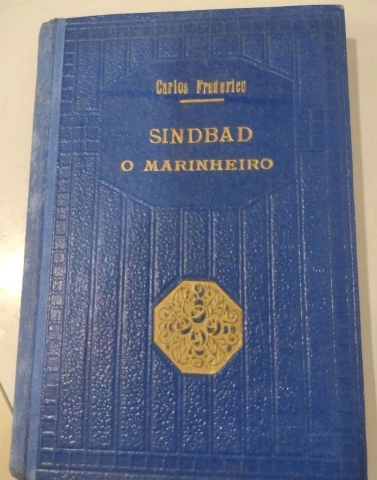 Carlos Frederico
SINDBAD
O MARINHEIRO